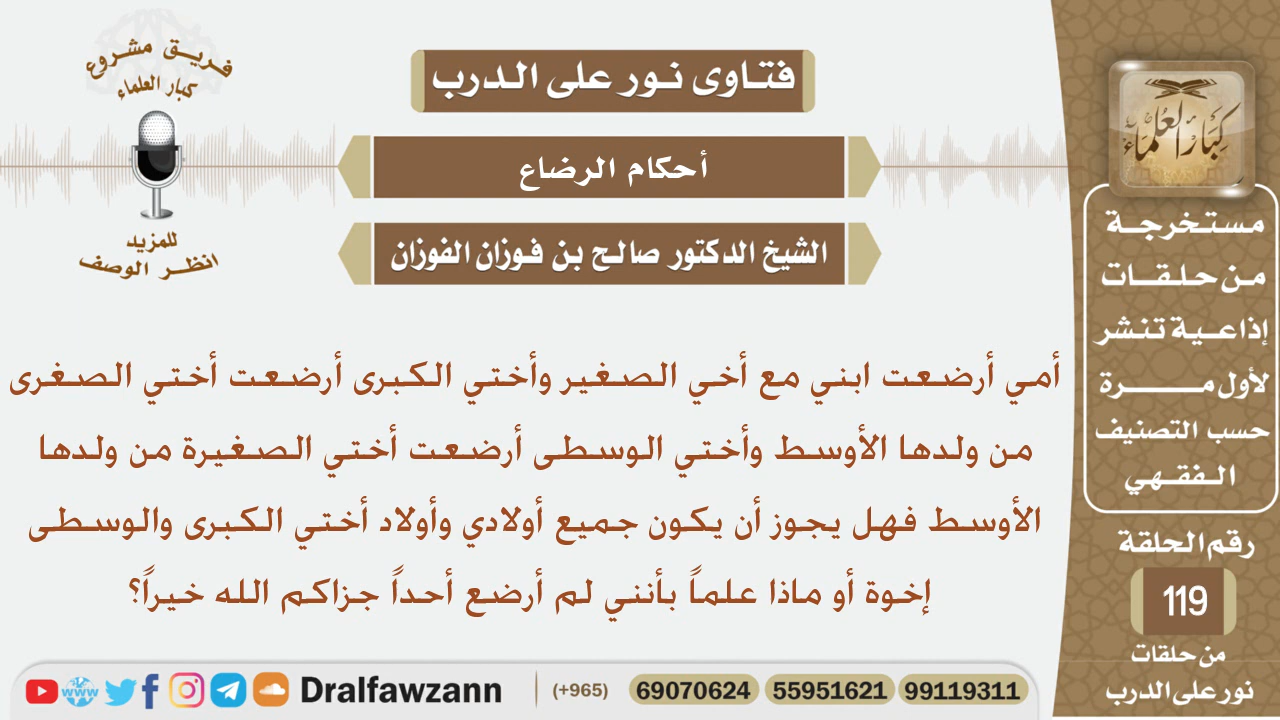 فريق مشروع
كبار العلماء
للمزيد
انظر الوصف
فتاوى نور على الدرب
أحكام الرضاع
الشيخ الدكتور صالح بن فوزان الفوزان
أمي أرضعت ابني مع أخي الصغير وأختي الكبرى أرضعت أختي الصغرى
من ولدها الأوسط وأختي الوسطى أرضعت أختي الصغيرة من ولدها
الأوسط فهل يجوز أن يكون جميع أولادي وأولاد أختي الكبرى والوسطى
إخوة أو ماذا علماً بأنني لم أرضع أحداً جزاكم الله خيراً؟
كبار العلماء
مستخرجة
من حلقات
إذاعية تنشر
لأول مرة
حسب التصنيف
الفقهي
رقم الحلقة
119
من حلقات
نور على الدرب
www
Dralfawzann
(+965)
69070624
55951621
99119311